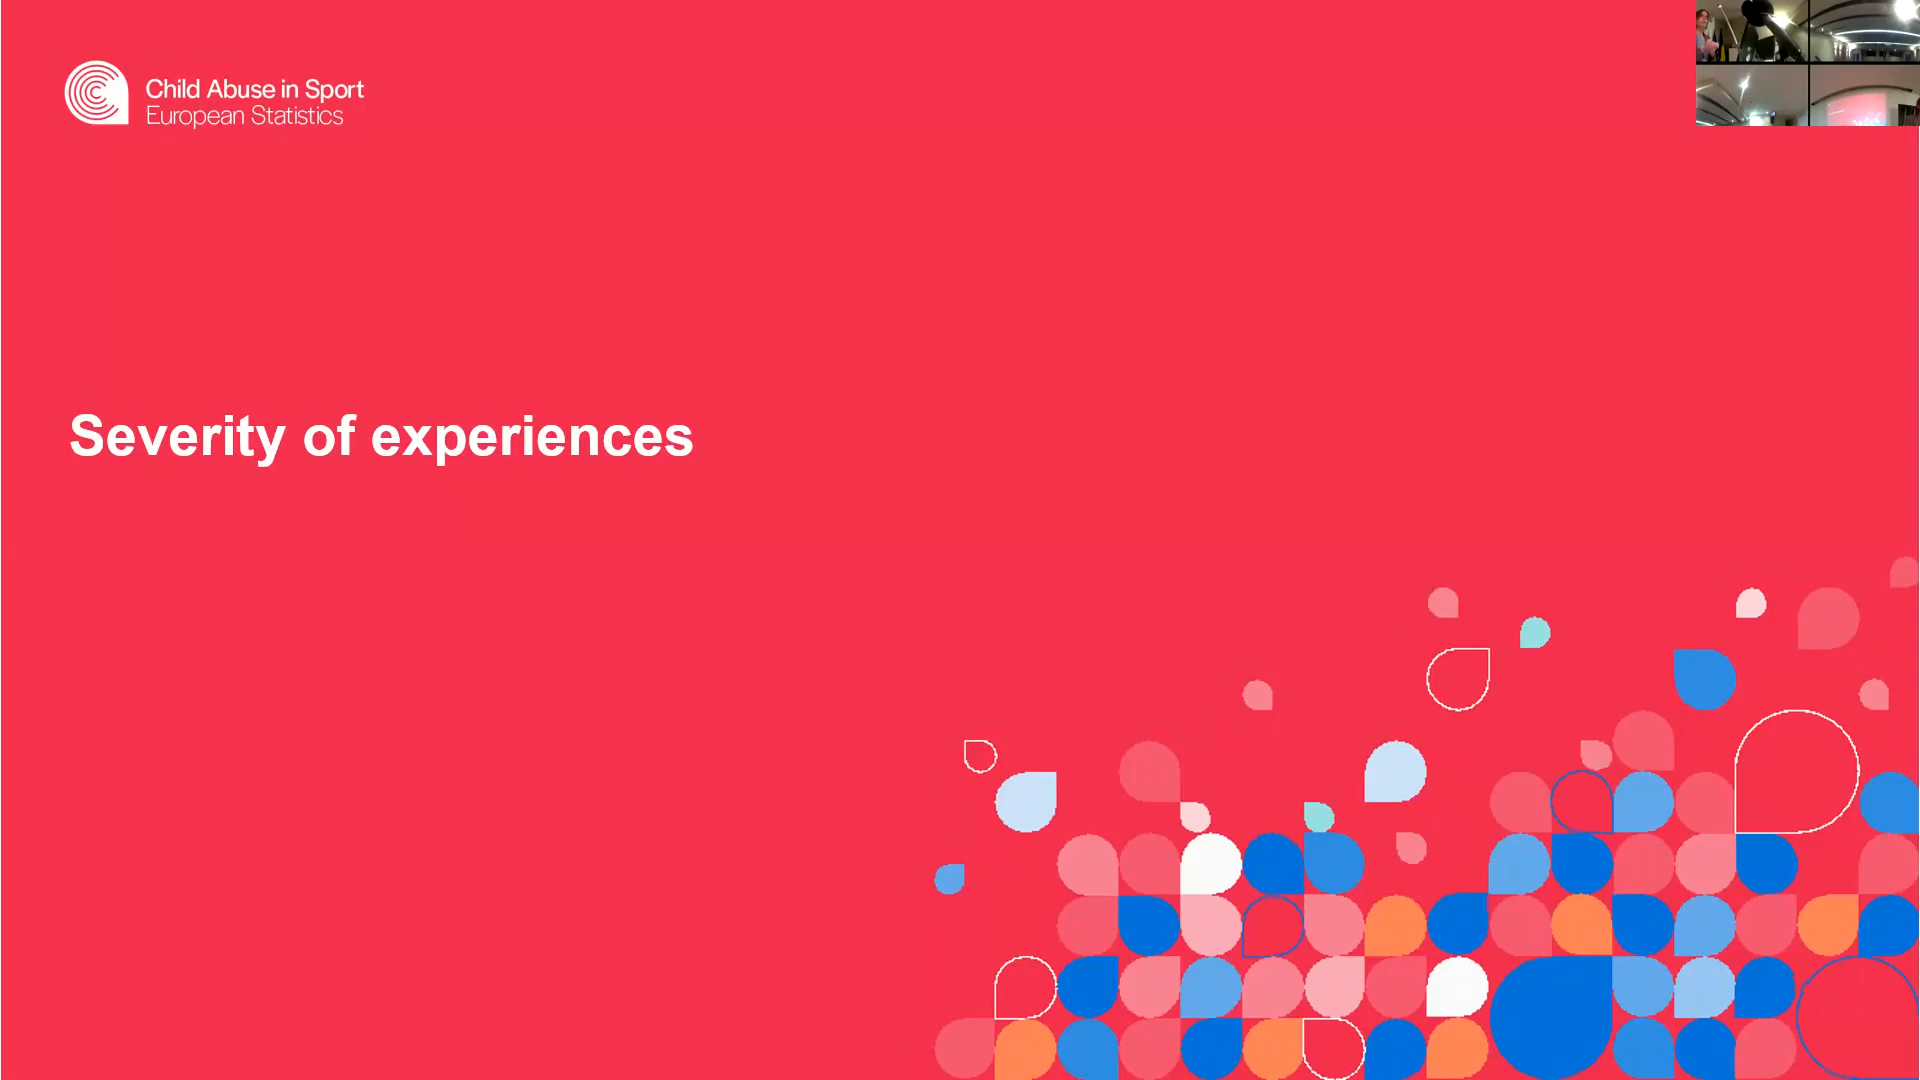 Child Abuse in Sport
European Statistics
Severity of experiences